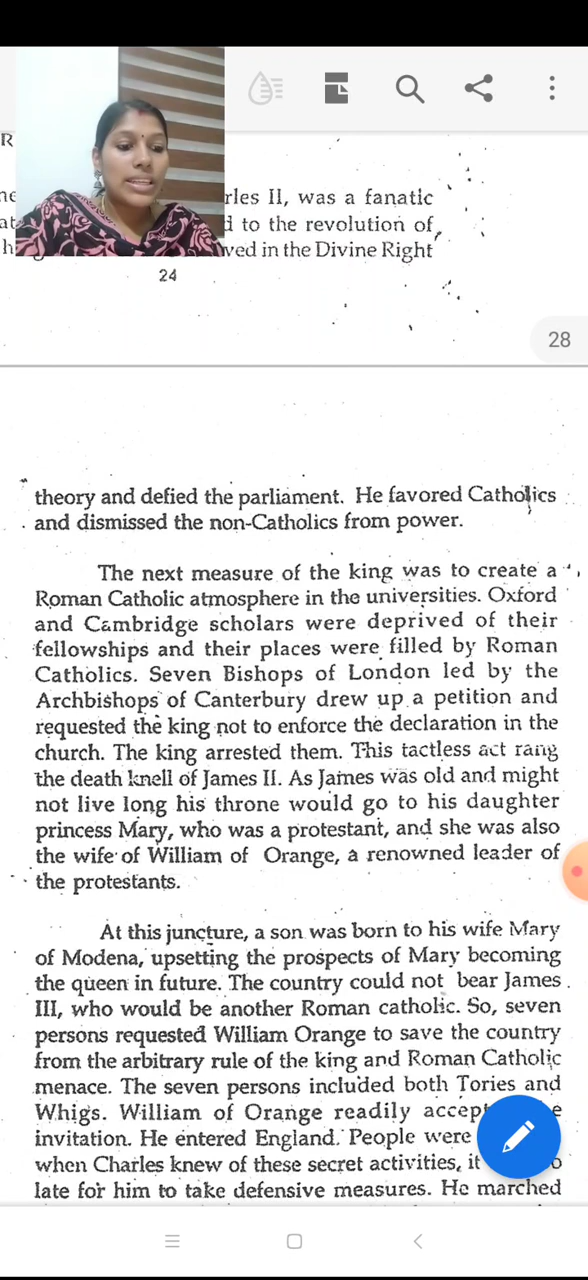 R
rles II, was a fanatic
to the revolution of
ved in the Divine Right
24
28
theory and defied the parliament. He favored Catholics
and dismissed the non-Catholics from power.
The next measure of the king was to create a
Roman Catholic atmosphere in the universities. Oxford
and Cambridge scholars were deprived of their
fellowships and their places were filled by Roman
Catholics. Seven Bishops of London led by the
Archbishops of Canterbury drew up a petition and
requested the king not to enforce the declaration in the
church. The king arrested them. This tactless act rang
the death knell of James II. As James was old and might
not live long his throne would go to his daughter
princess Mary, who was a protestant, and she was also
the wife of William of Orange, a renowned leader of
the protestants.
At this juncture, a son was born to his wife Mary
of Modena, upsetting the prospects of Mary becoming
the queen in future. The country could not bear James
III, who would be another Roman catholic. So, seven
persons requested William Orange to save the country
from the arbitrary rule of the king and Roman Catholic
menace. The seven persons included both Tories and
Whigs. William of Orange readily accept
invitation. He entered England. People were
when Charles knew of these secret activities, it
late for him to take defensive measures. He marched